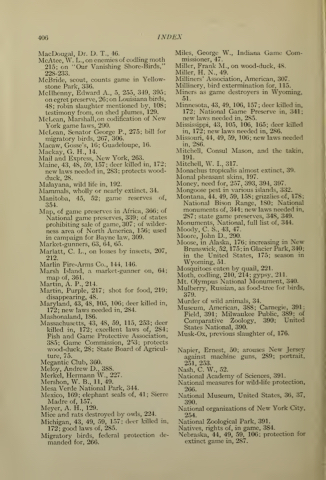 406 INDEX
MacDougal, Dr. D. T., 46.
McAtee, W. L., on enemies of codling moth
215; on "Our Vanishing Shore-Birds,"
228-233.
McBride, scout, counts game in Yellow-
stone Park, 336.
McIlhenny, Edward A., 5, 253, 349, 395;
on egret preserve, 26; on Louisiana birds,
48; robin slaughter mentioned by, 108;
testimony from, on shed plumes, 129.
McLean, Marshall, on codification of New
York game laws, 290.
McLean, Senator George P., 275; bill for
migratory birds, 267, 306.
Macaw, Gosse's, 16; Guadeloupe, 16.
Mackay, G. H., 14.
Mail and Express, New York, 263.
Maine, 43, 48, 59, 157; deer killed in, 172;
new laws needed in, 283; protects wood-
duck, 28.
Malayana, wild life in, 192.
Mammals, wholly or nearly extinct, 34.
Manitoba, 45, 52; game reserves of,
354.
Map, of game preserves in Africa, 366; of
National game preserves, 339; of states
prohibiting sale of game, 307; of wilder-
ness area of North America, 156; used
in campaign for Bayne law, 309.
Market-gunners, 63, 64, 65.
Marlatt, C. L., on losses by insects, 207,
212.
Marlin Fire-Arms Co., 144, 146.
Marsh Island, a market-gunner on, 64;
map of, 361.
Martin, A. P., 214.
Martin, Purple, 217; shot for food, 219;
disappearing, 48.
Maryland, 43, 48, 105, 106; deer killed in,
172; new laws needed in, 284.
Mashonaland, 186.
Massachusetts, 43, 48, 59, 115, 253; deer
killed in, 172; excellent laws of, 284;
Fish and Game Protective Association,
385; Game Commission, 253; protects
wood-duck, 28; State Board of Agricul-
ture, 75.
Megantic Club, 360.
Meloy, Andrew D., 388.
Merkel, Hermann W., 227.
Mershon, W. B., 11, 49.
Mesa Verde National Park, 344.
Mexico, 169; elephant seals of, 41; Sierra
Madre of, 157.
Meyer, A. H., 129.
Mice and rats destroyed by owls, 224.
Michigan, 43, 49, 59, 157; deer killed in,
172; good laws of, 285.
Migratory birds, federal protection de-
manded for, 266.
Miles, George W., Indiana Game Com-
missioner, 47.
Miller, Frank M., on wood-duck, 48.
Miller, H. N., 49.
Milliners' Association, American, 307.
Millinery, bird extermination for, 115.
Miners as game destroyers in Wyoming,
51.
Minnesota, 43, 49, 106, 157; deer killed in,
172; National Game Preserve in, 341;
new laws needed in, 285.
Mississippi, 43, 105, 106, 165; deer killed
in, 172; new laws needed in, 286.
Missouri, 44, 49, 59, 106; new laws needed
in, 286.
Mitchell, Consul Mason, and the takin,
191.
Mitchell, W. I., 317.
Monachus tropicalis almost extinct, 39.
Monal pheasant skins, 197.
Money, need for, 257, 393, 394, 397.
Mongoose pest in various islands, 332.
Montana, 44, 49, 59, 158; grizzlies of, 178;
National Bison Range, 180; National
monuments of, 344; new laws needed in,
287; state game preserves, 348, 349.
Monuments, National, full list of, 344.
Moody, C. S., 43, 47.
Moore, John D., 290.
Moose, in Alaska, 176; increasing in New
Brunswick, 52, 175; in Glacier Park, 340;
in the United States, 175; season in
Wyoming, 51.
Mosquitoes eaten by quail, 221.
Moth, codling, 210, 214; gypsy, 211.
Mt. Olympus National Monument, 340.
Mulberry, Russian, as food-tree for birds,
379.
Murder of wild animals, 34.
Museum, American, 388; Carnegie, 391;
Field, 391; Milwaukee Public, 389; of
Comparative Zoology, 390; United
States National, 390.
Musk-Ox, previous slaughter of, 176.
Napier, Ernest, 50; arouses New Jersey
against machine guns, 289; portrait,
251, 253.
Nash, C. W., 52.
National Academy of Sciences, 391.
National measures for wild-life protection,
266.
National Museum, United States, 36, 37,
390.
National organizations of New York City,
254.
National Zoological Park, 391.
Natives, rights of, in game, 384.
Nebraska, 44, 49, 59, 106; protection for
extinct game in, 287.